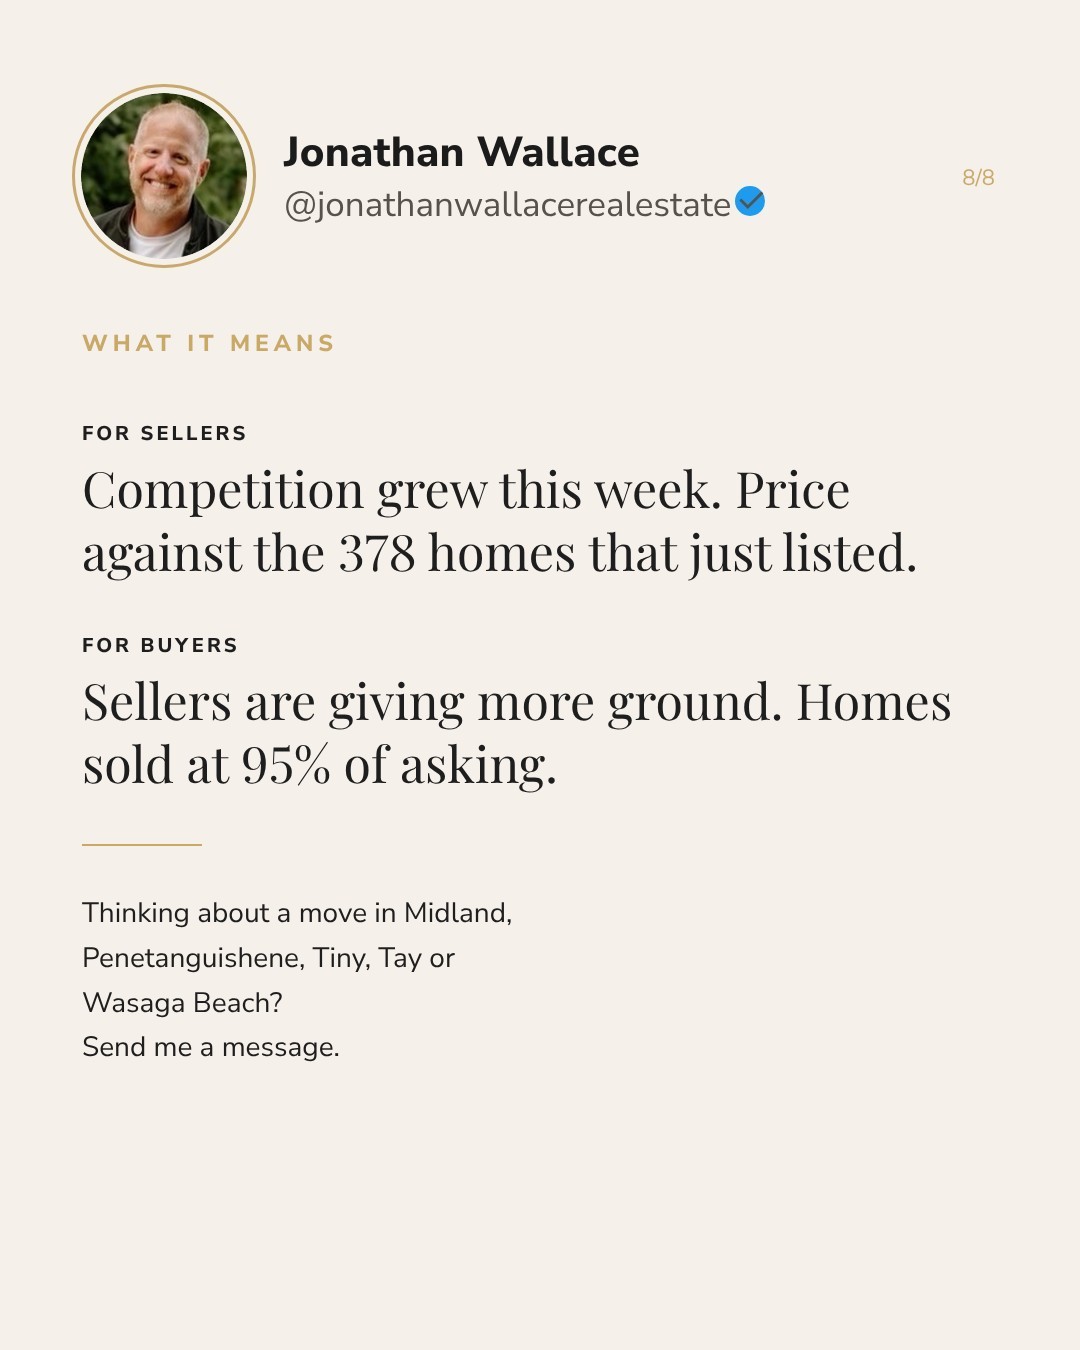 Jonathan Wallace
@jonathanwallacerealestate
8/8
WHAT IT MEANS
FOR SELLERS
Competition grew this week. Price
against the 378 homes that just listed.
FOR BUYERS
Sellers are giving more ground. Homes
sold at 95% of asking.
Thinking about a move in Midland,
Penetanguishene, Tiny, Tay or
Wasaga Beach?
Send me a message.